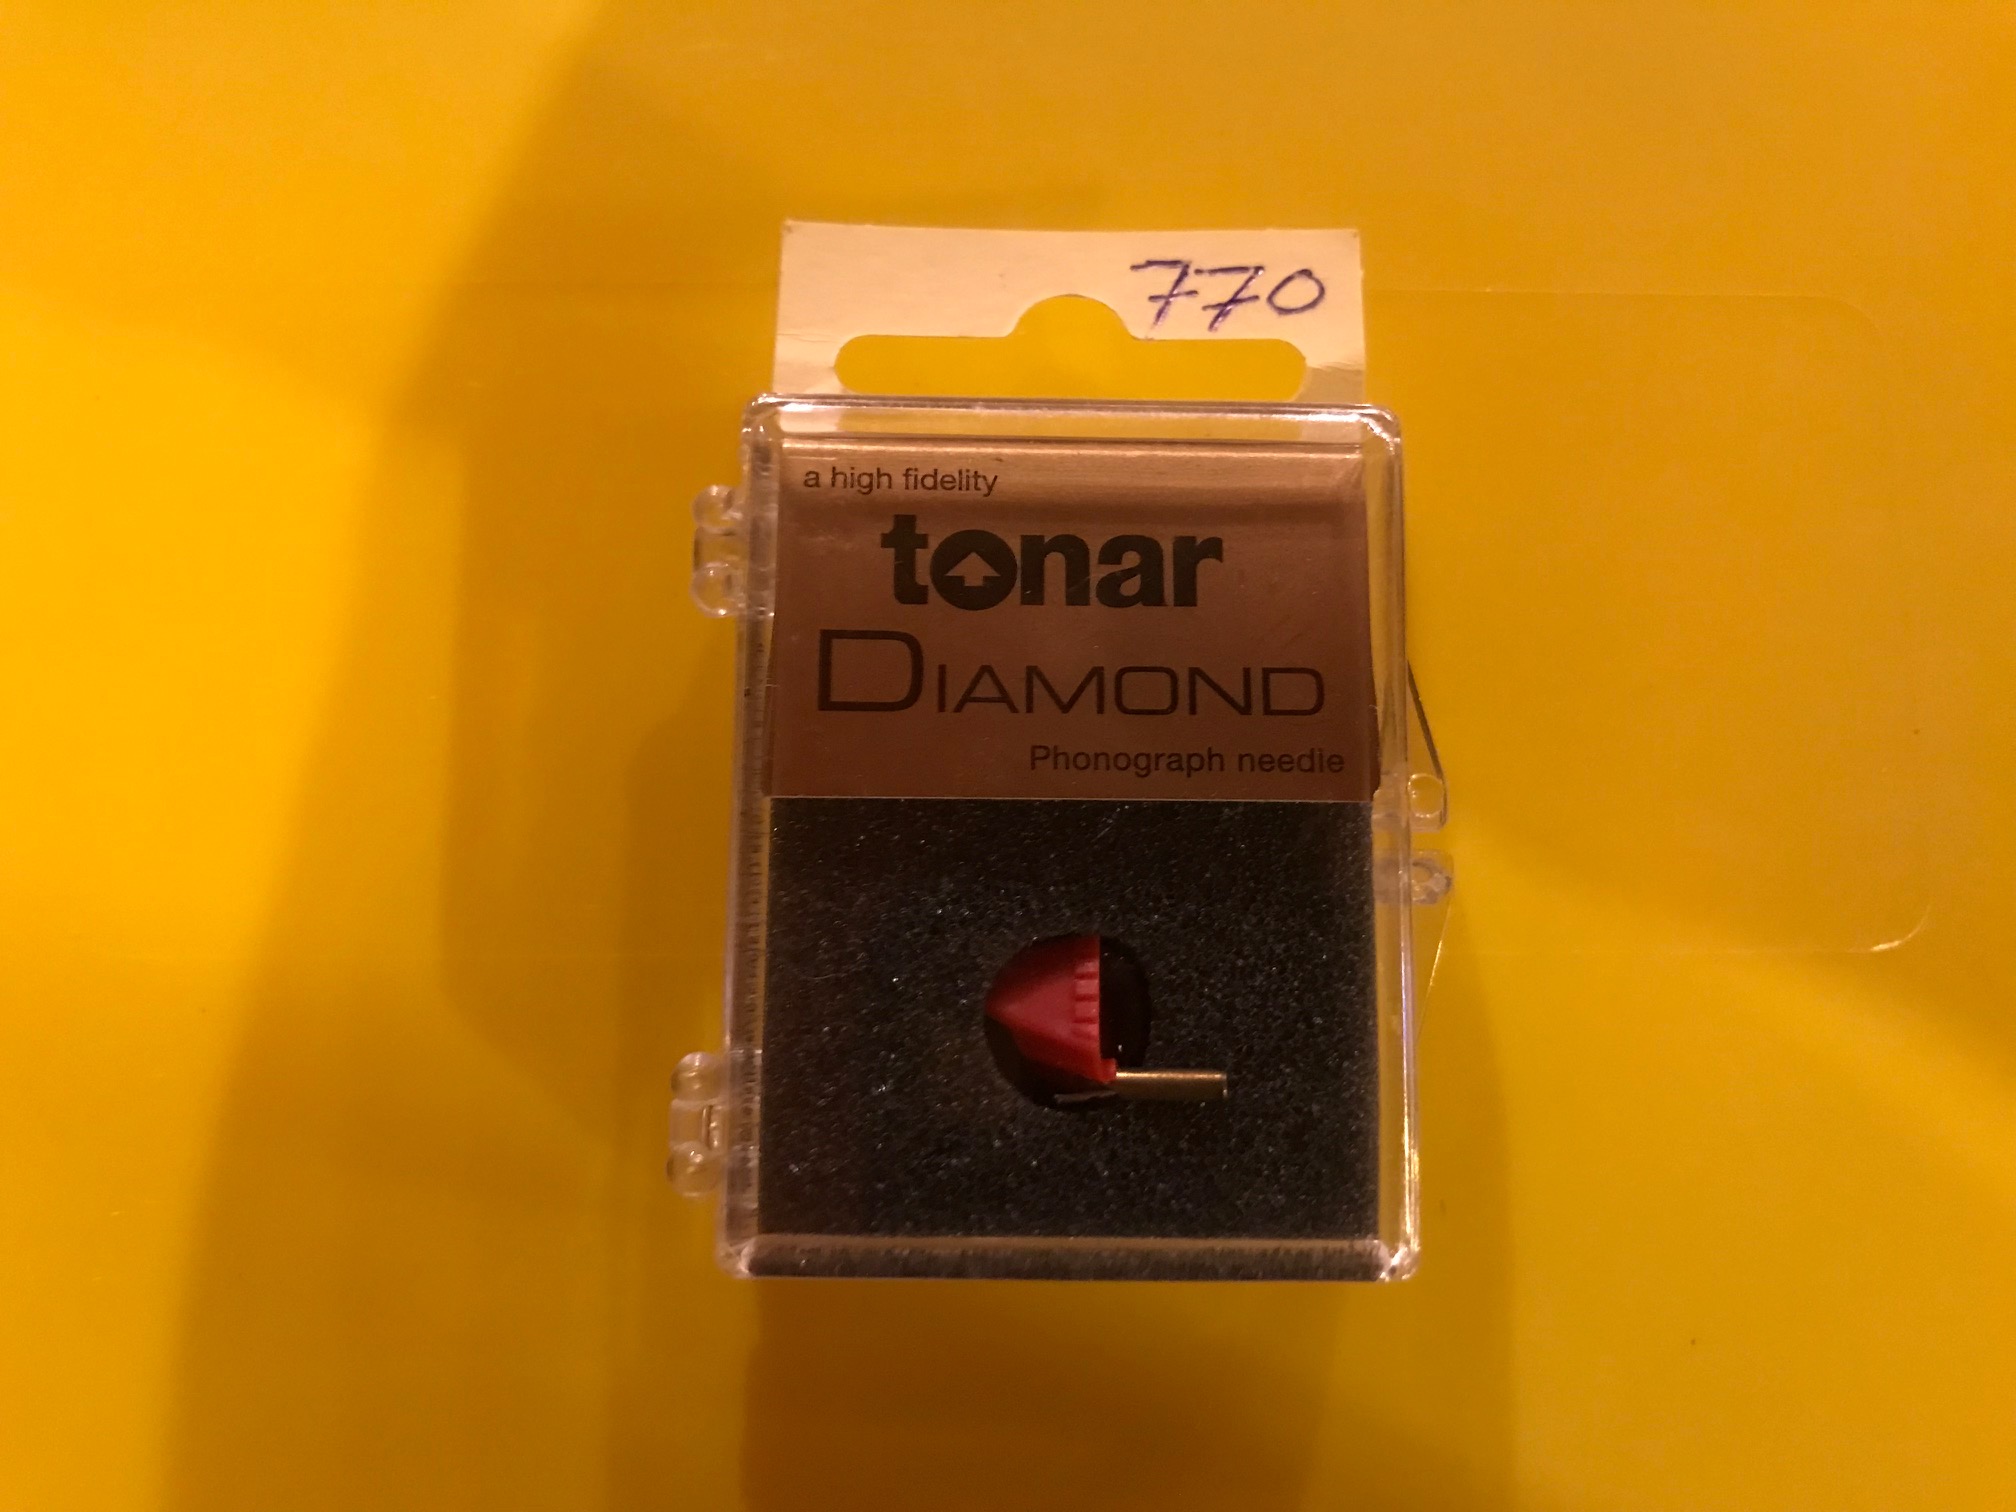 770
a high fidelity
tonar
DIAMOND
Phonograph needle